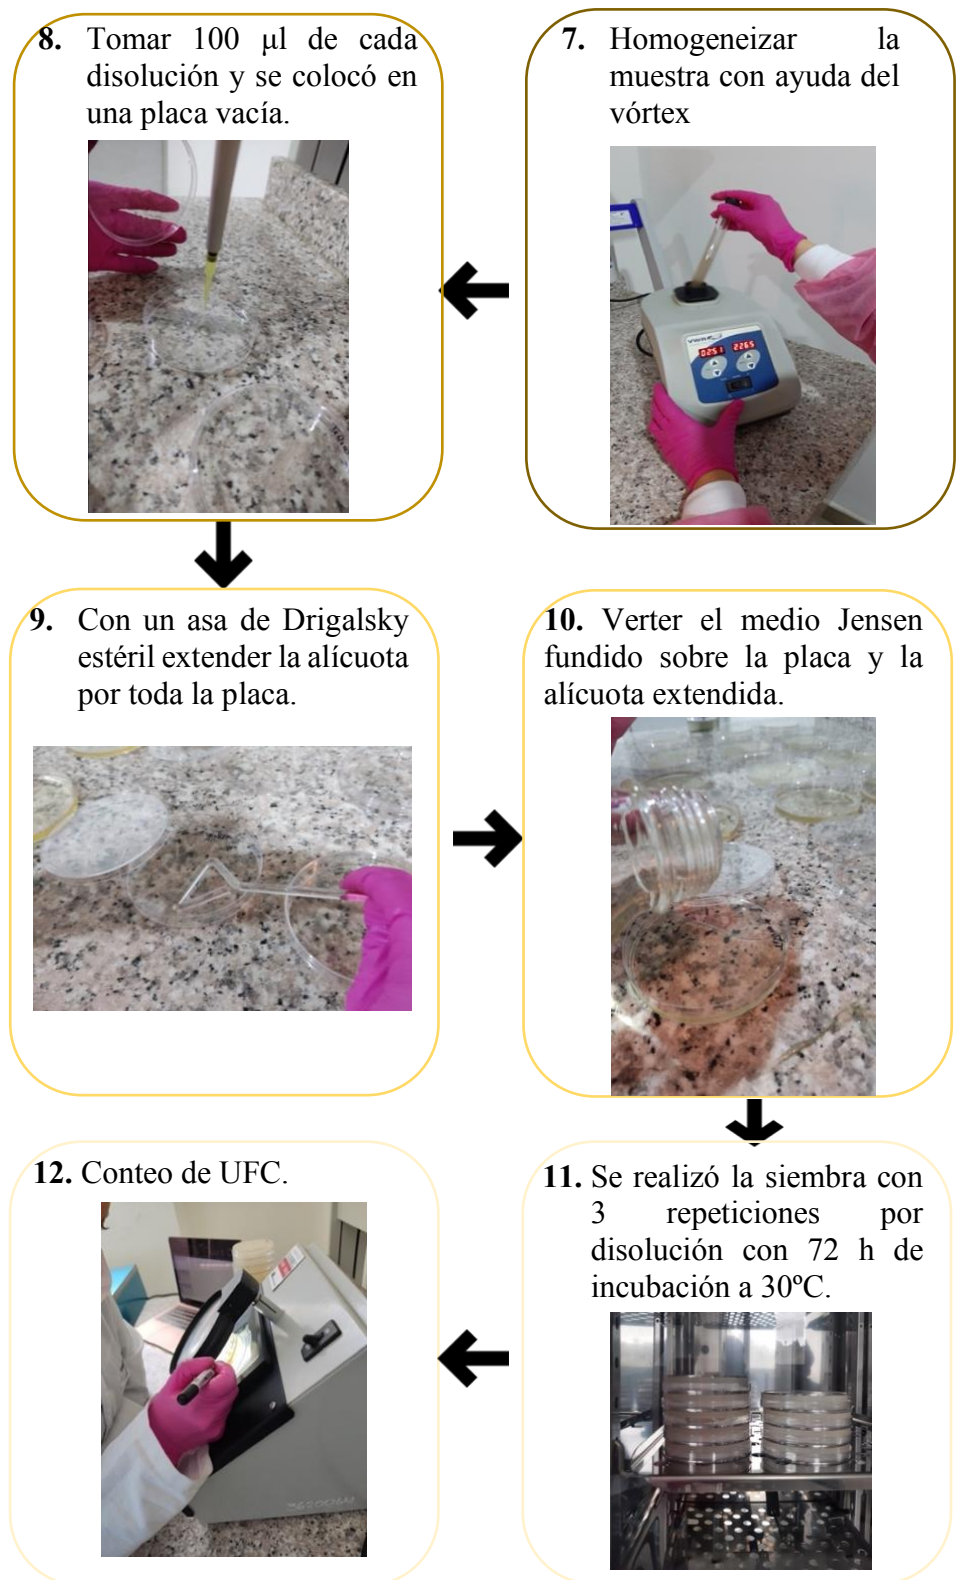 8. Tomar 100 μl de cada
disolución y se colocó en
una placa vacía.
7. Homogeneizar la
muestra con ayuda del
vórtex
VWR
0251 2265
9. Con un asa de Drigalsky
estéril extender la alícuota
por toda la placa.
10. Verter el medio Jensen
fundido sobre la placa y la
alícuota extendida.
12. Conteo de UFC.
11. Se realizó la siembra con
3 repeticiones por
disolución con 72 h de
incubación a 30ºC.